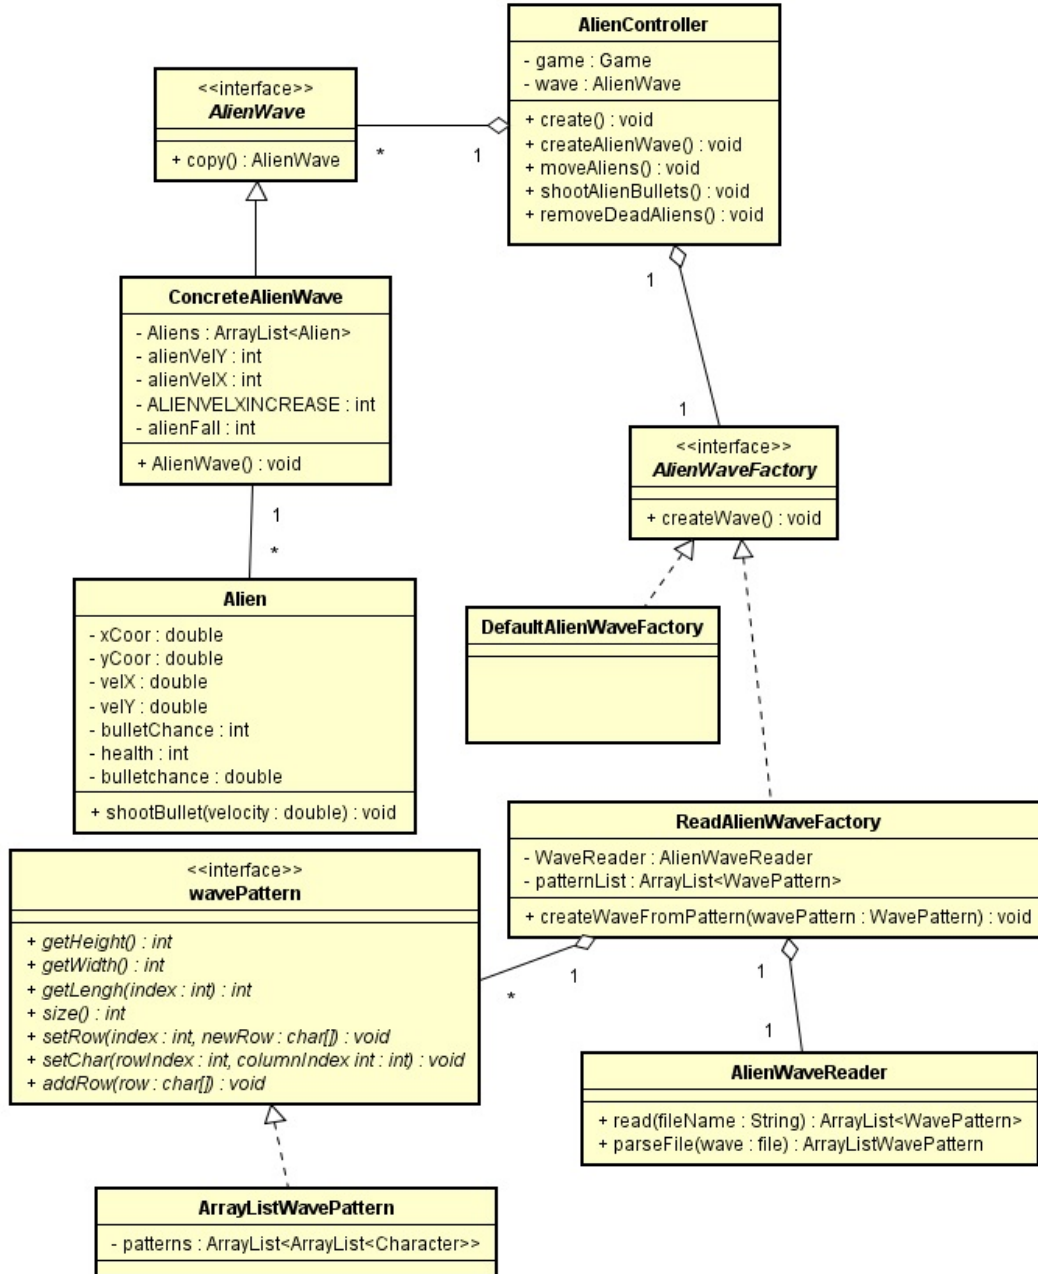 AlienController
- game : Game
- wave : AlienWave
+ create() : void
+ createAlienWave() : void
+ moveAliens() : void
+ shootAlienBullets() : void
+ removeDeadAliens() : void
<<interface>>
AlienWave
+ copy() : AlienWave
*
1
ConcreteAlienWave
- Aliens : ArrayList<Alien>
- alienVelY : int
- alienVelX : int
- ALIENVELXINCREASE : int
- alienFall : int
+ AlienWave() : void
1
*
1
1
<<interface>>
AlienWaveFactory
+ createWave() : void
Alien
- xCoor : double
- yCoor : double
- velX : double
- velY : double
- bulletChance : int
- health : int
- bulletchance : double
+ shootBullet(velocity : double) : void
DefaultAlienWaveFactory
ReadAlienWaveFactory
- WaveReader : AlienWaveReader
- patternList : ArrayList<WavePattern>
+ createWaveFromPattern(wavePattern : WavePattern) : void
<<interface>>
wavePattern
+ getHeight() : int
+ getWidth() : int
+ getLengh(index : int) : int
+ size() : int
+ setRow(index : int, newRow : char[]) : void
+ setChar(rowIndex : int, columnIndex int : int) : void
+ addRow(row : char[]) : void
1
*
1
1
AlienWaveReader
+ read(fileName : String) : ArrayList<WavePattern>
+ parseFile(wave : file) : ArrayListWavePattern
ArrayListWavePattern
- patterns : ArrayList<ArrayList<Character>>